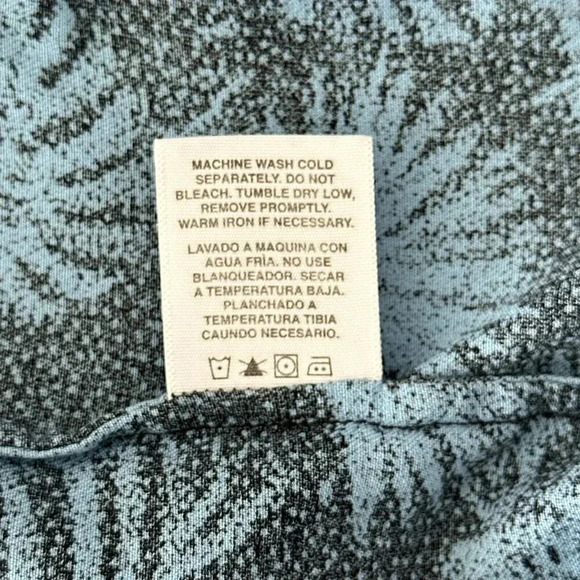 MACHINE WASH COLD
SEPARATELY. DO NOT
BLEACH. TUMBLE DRY LOW,
REMOVE PROMPTLY.
WARM IRON IF NECESSARY.
LAVADO A MAQUINA CON
AGUA FRÍA. NO USE
BLANQUEADOR. SECAR
A TEMPERATURA BAJA.
PLANCHADO A
TEMPERATURA TIBIA
CAUNDO NECESARIO.